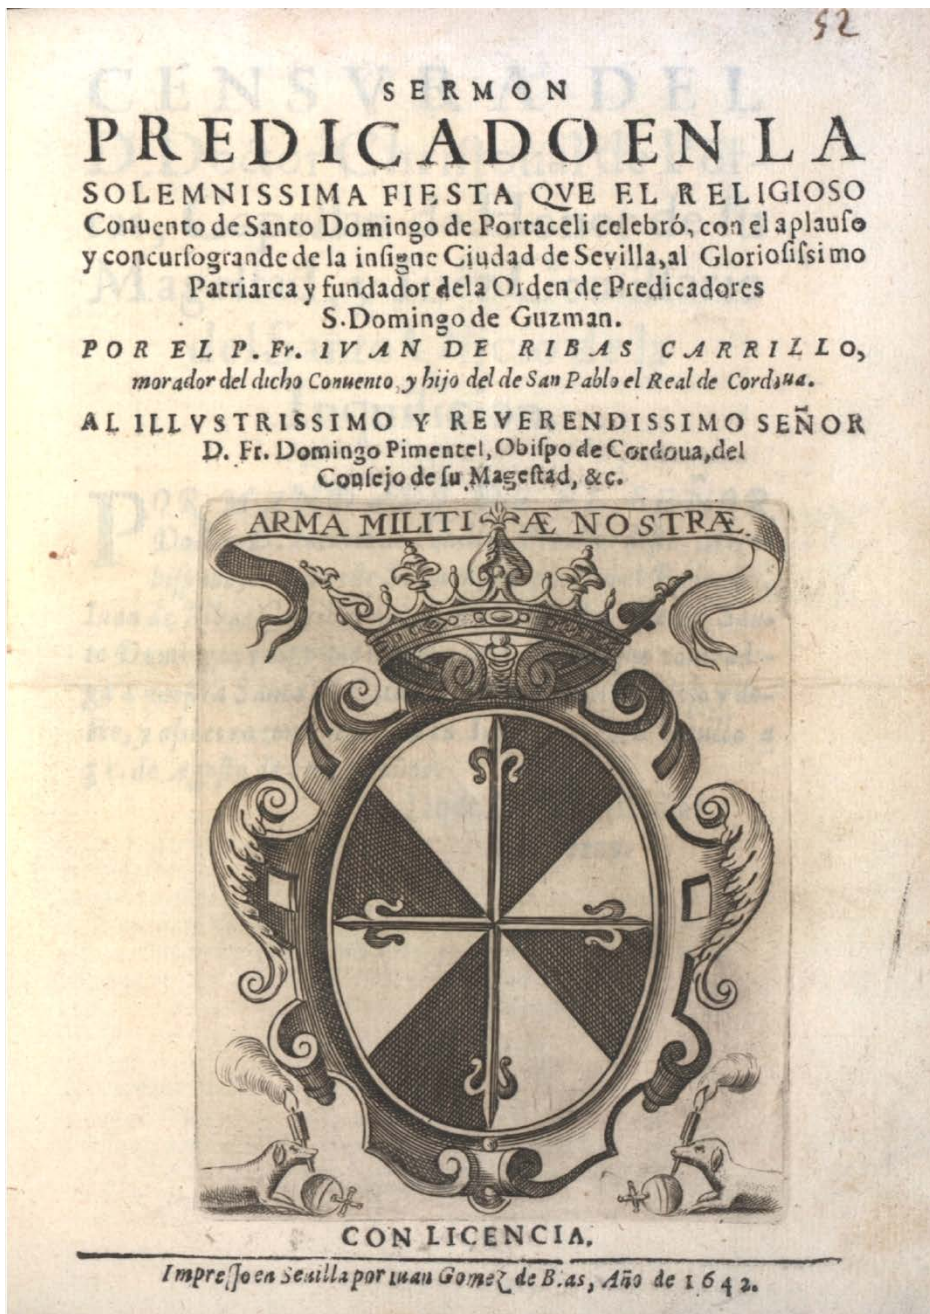 52
SERMON
PREDICADO EN LA
SOLEMNISSIMA FIESTA QVE EL RELIGIOSO
Conuento de Santo Domingo de Portaceli celebró, con el aplauſo
y concurſo grande de la inſigne Ciudad de Sevilla, al Glorioſiſsimo
Patriarca y fundador dela Orden de Predicadores
S. Domingo de Guzman.
POR EL P. Fr. IVAN DE RIBAS CARRILLO,
morador del dicho Conuento, y hijo del de San Pablo el Real de Cordoua.
AL ILLVSTRISSIMO Y REVERENDISSIMO SEÑOR
D. Fr. Domingo Pimentel, Obiſpo de Cordoua, del
Conſejo de ſu Mageſtad, &c.
ARMA MILITIÆ NOSTRÆ.
CON LICENCIA.
Impreſſo en Seuilla por Iuan Gomez de Blas, Año de 1642.